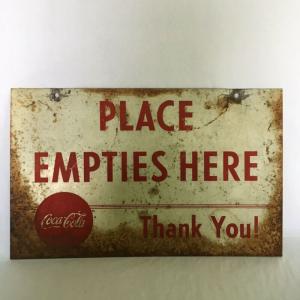 PLACE
EMPTIES HERE
Coca-Cola
Thank You!